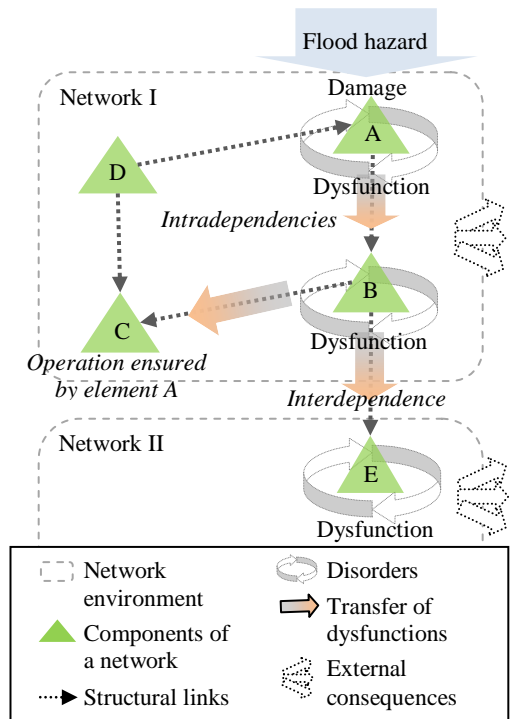 Flood hazard
Network I
Damage
A
D
Dysfunction
Intradependencies
B
C
Dysfunction
Operation ensured
by element A
Interdependence
Network II
E
Dysfunction
Network
environment
Components of
a network
Structural links
Disorders
Transfer of
dysfunctions
External
consequences